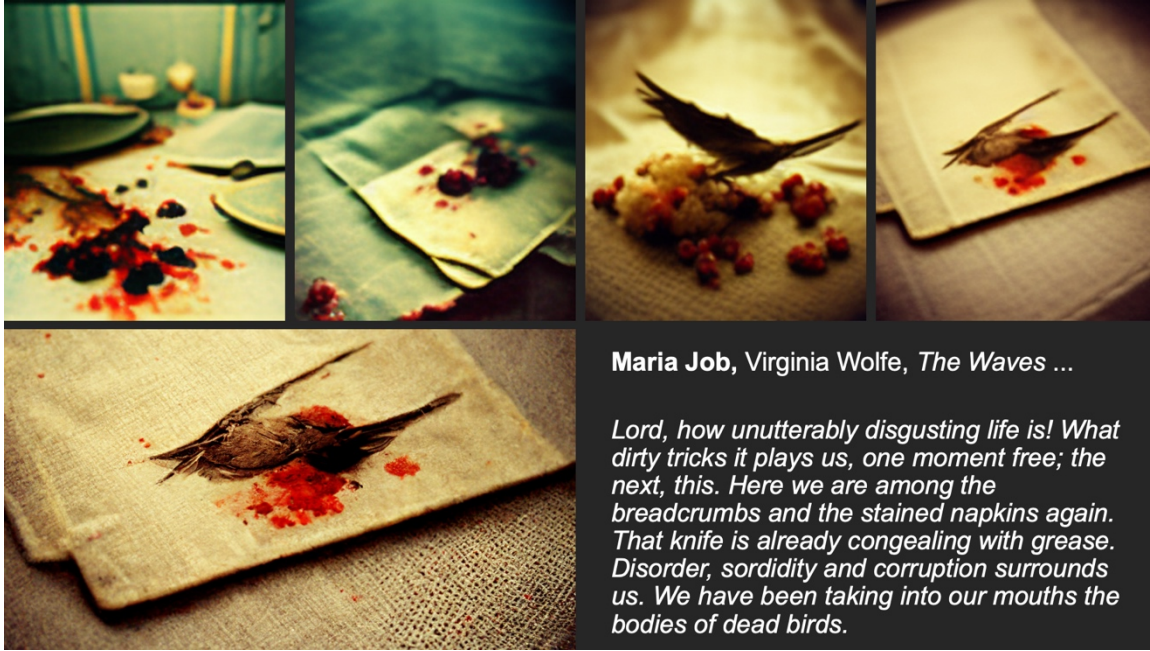 Maria Job, Virginia Wolfe, The Waves ...
Lord, how unutterably disgusting life is! What
dirty tricks it plays us, one moment free; the
next, this. Here we are among the
breadcrumbs and the stained napkins again.
That knife is already congealing with grease.
Disorder, sordidity and corruption surrounds
us. We have been taking into our mouths the
bodies of dead birds.